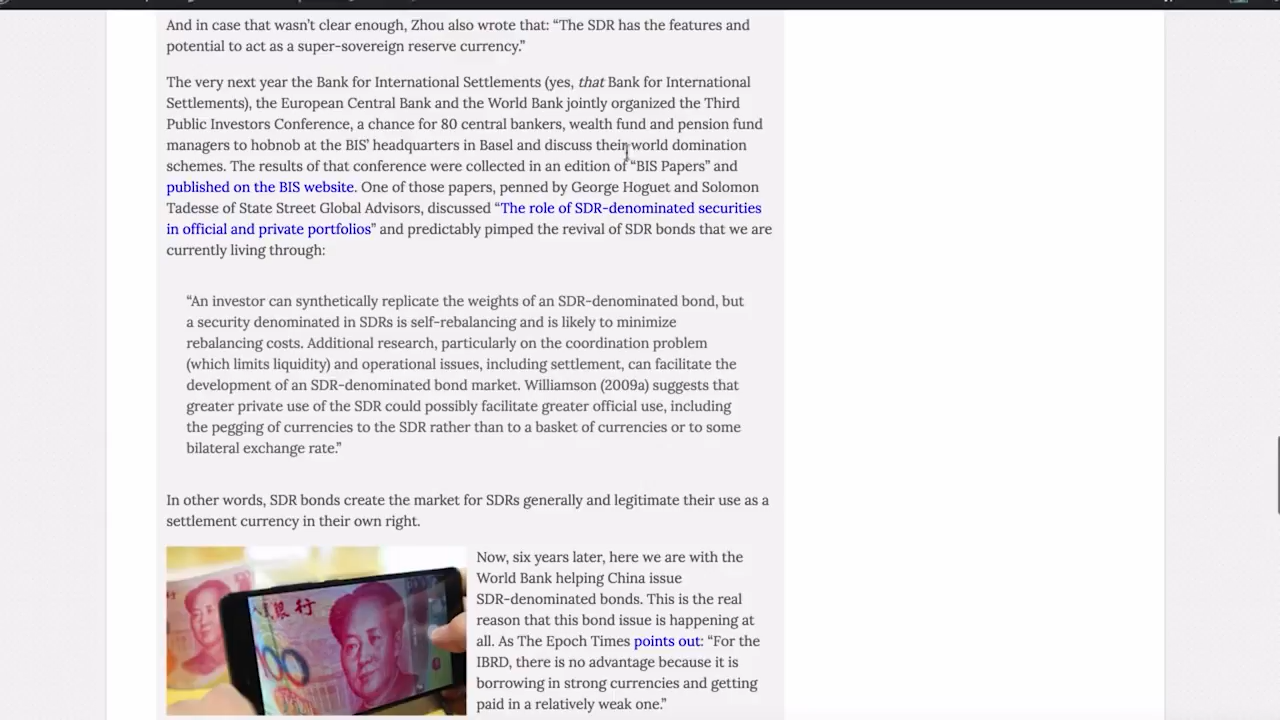 And in case that wasn’t clear enough, Zhou also wrote that: “The SDR has the features and
potential to act as a super-sovereign reserve currency.”
The very next year the Bank for International Settlements (yes, that Bank for International
Settlements), the European Central Bank and the World Bank jointly organized the Third
Public Investors Conference, a chance for 80 central bankers, wealth fund and pension fund
managers to hobnob at the BIS’ headquarters in Basel and discuss their world domination
schemes. The results of that conference were collected in an edition of “BIS Papers” and
published on the BIS website. One of those papers, penned by George Hoguet and Solomon
Tadesse of State Street Global Advisors, discussed “The role of SDR-denominated securities
in official and private portfolios” and predictably pimped the revival of SDR bonds that we are
currently living through:
“An investor can synthetically replicate the weights of an SDR-denominated bond, but
a security denominated in SDRs is self-rebalancing and is likely to minimize
rebalancing costs. Additional research, particularly on the coordination problem
(which limits liquidity) and operational issues, including settlement, can facilitate the
development of an SDR-denominated bond market. Williamson (2009a) suggests that
greater private use of the SDR could possibly facilitate greater official use, including
the pegging of currencies to the SDR rather than to a basket of currencies or to some
bilateral exchange rate.”
In other words, SDR bonds create the market for SDRs generally and legitimate their use as a
settlement currency in their own right.
Now, six years later, here we are with the
World Bank helping China issue
SDR-denominated bonds. This is the real
reason that this bond issue is happening at
all. As The Epoch Times points out: “For the
IBRD, there is no advantage because it is
borrowing in strong currencies and getting
paid in a relatively weak one.”
银行